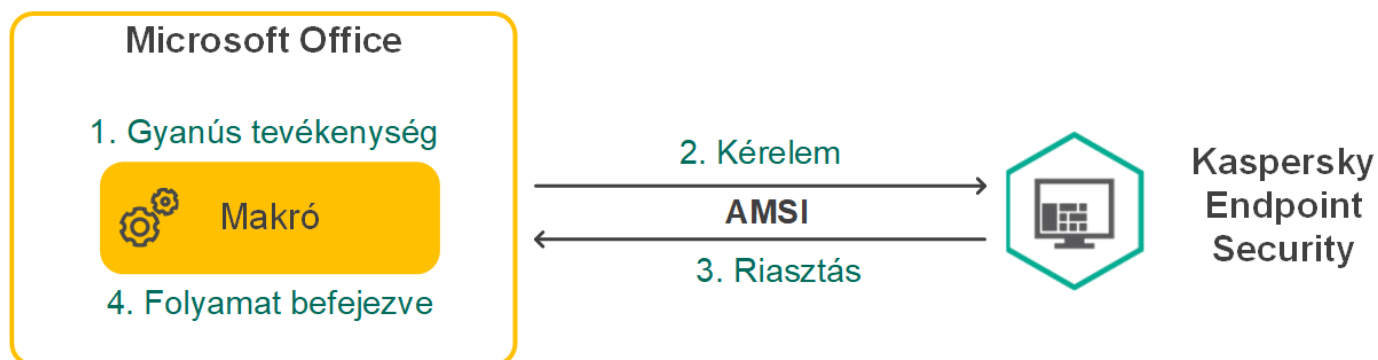 Microsoft Office
1. Gyanús tevékenység
Makró
4. Folyamat befejezve
2. Kérelem
AMSI
3. Riasztás
Kaspersky
Endpoint
Security